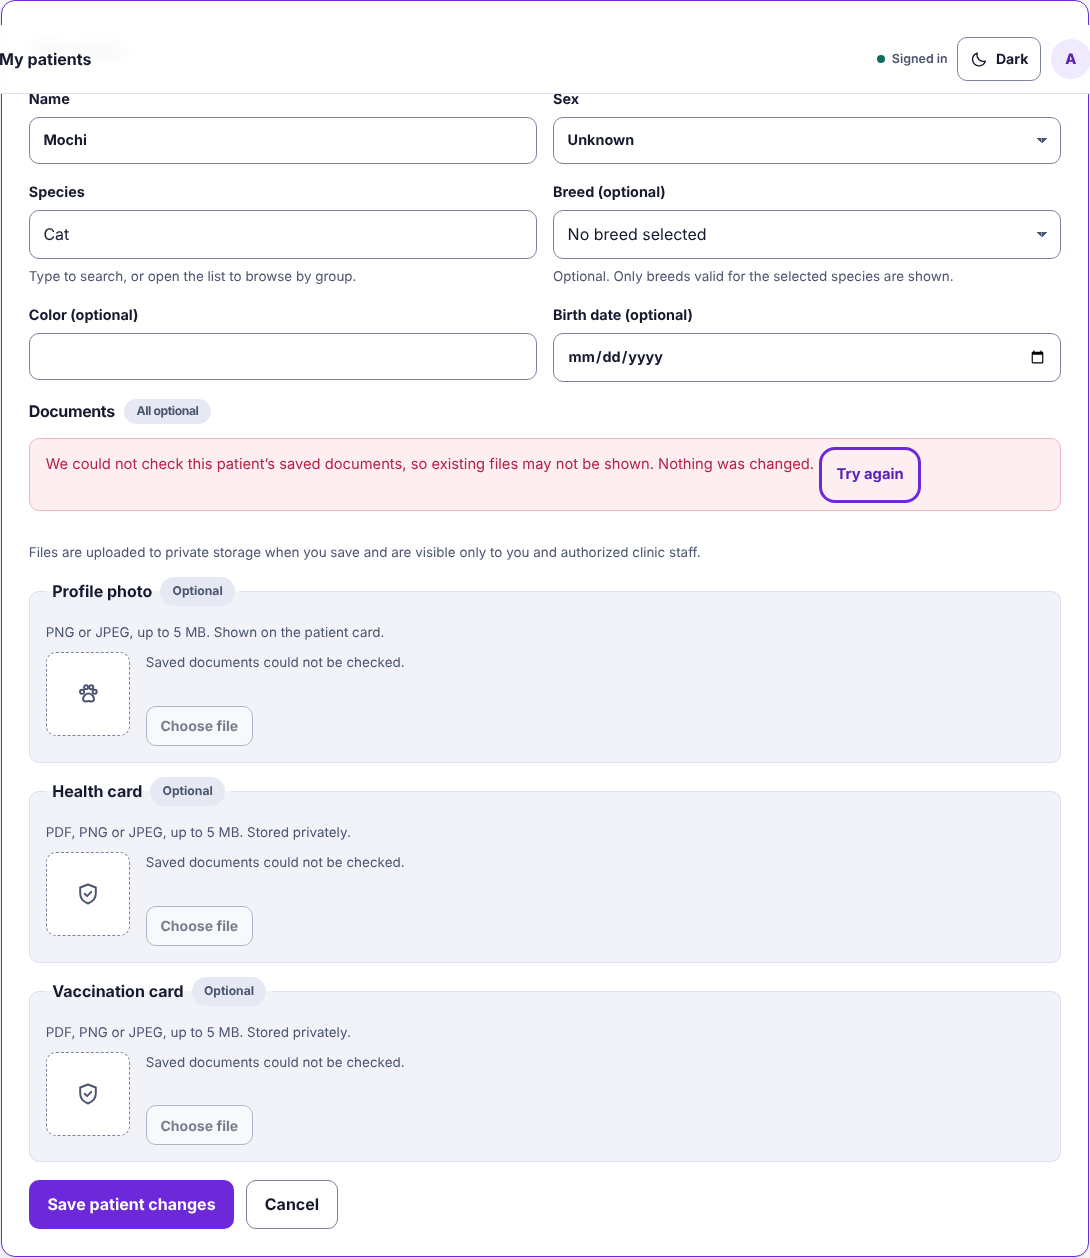 My patients
Signed in
Dark
A
Name
Sex
Mochi
Unknown
Species
Breed (optional)
Cat
No breed selected
Type to search, or open the list to browse by group.
Optional. Only breeds valid for the selected species are shown.
Color (optional)
Birth date (optional)
mm/dd/yyyy
Documents
All optional
We could not check this patient’s saved documents, so existing files may not be shown. Nothing was changed.
Try again
Files are uploaded to private storage when you save and are visible only to you and authorized clinic staff.
Profile photo
Optional
PNG or JPEG, up to 5 MB. Shown on the patient card.
Saved documents could not be checked.
Choose file
Health card
Optional
PDF, PNG or JPEG, up to 5 MB. Stored privately.
Saved documents could not be checked.
Choose file
Vaccination card
Optional
PDF, PNG or JPEG, up to 5 MB. Stored privately.
Saved documents could not be checked.
Choose file
Save patient changes
Cancel